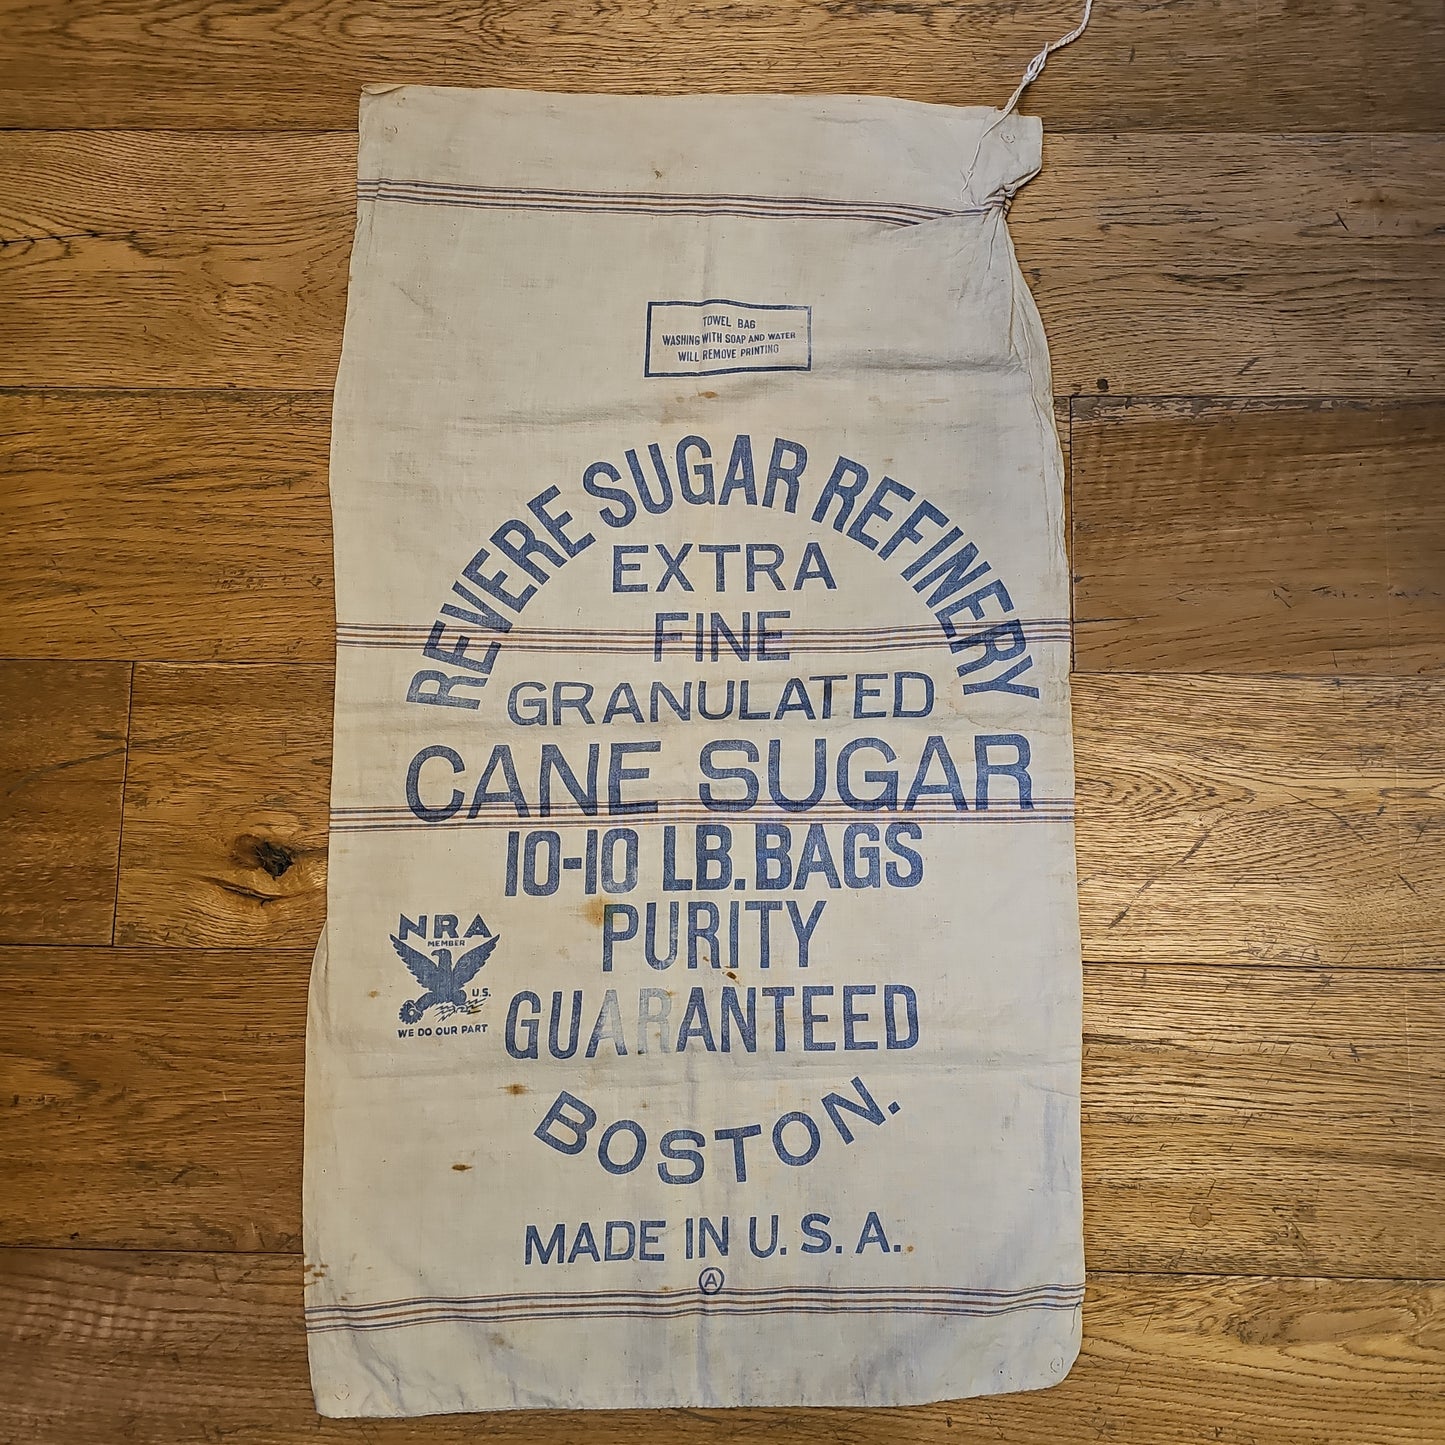 TOWEL BAG
WASHING WITH SOAP AND WATER
WILL REMOVE PRINTING
REVERE SUGAR REFINERY
EXTRA
FINE
GRANULATED
CANE SUGAR
10-10 LB. BAGS
PURITY
GUARANTEED
NRA
MEMBER
U.S.
WE DO OUR PART
BOSTON.
MADE IN U. S. A.
A